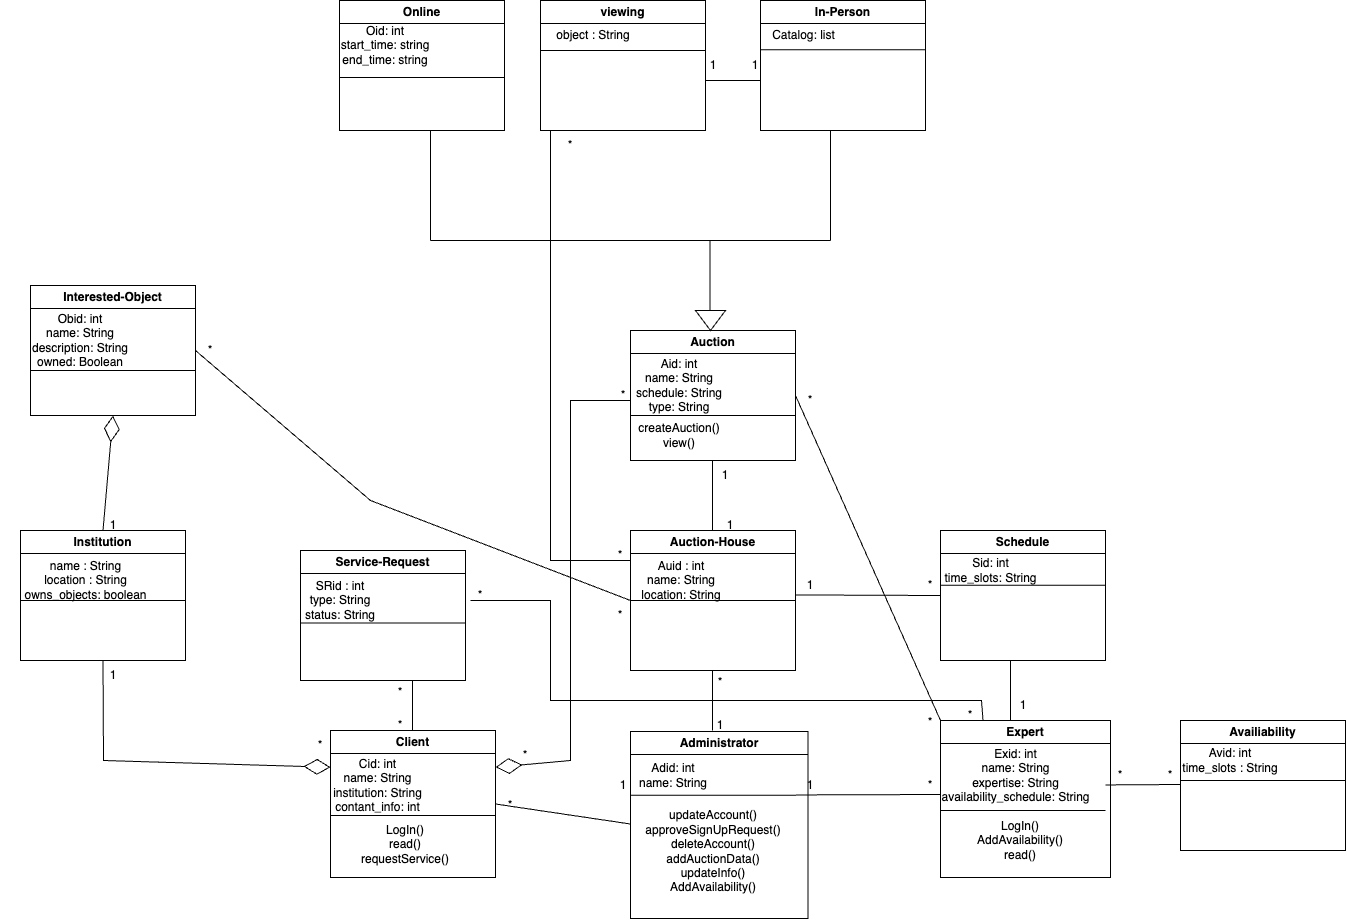 Online
Oid: int
start_time: string
end_time: string
viewing
object : String
In-Person
Catalog: list
1
1
*
Interested-Object
Obid: int
name: String
description: String
owned: Boolean
*
Auction
Aid: int
name: String
schedule: String
type: String
createAuction()
view()
*
*
1
1
1
Institution
name : String
location : String
owns_objects: boolean
1
Service-Request
SRid : int
type: String
status: String
*
*
*
Auction-House
Auid : int
name: String
location: String
*
*
1
*
*
1
Schedule
Sid: int
time_slots: String
1
Client
Cid: int
name: String
institution: String
contant_info: int
LogIn()
read()
requestService()
*
*
*
Administrator
Adid: int
name: String
updateAccount()
approveSignUpRequest()
deleteAccount()
addAuctionData()
updateInfo()
AddAvailability()
1
1
*
Expert
Exid: int
name: String
expertise: String
availability_schedule: String
LogIn()
AddAvailability()
read()
*
*
*
*
Availiability
Avid: int
time_slots : String